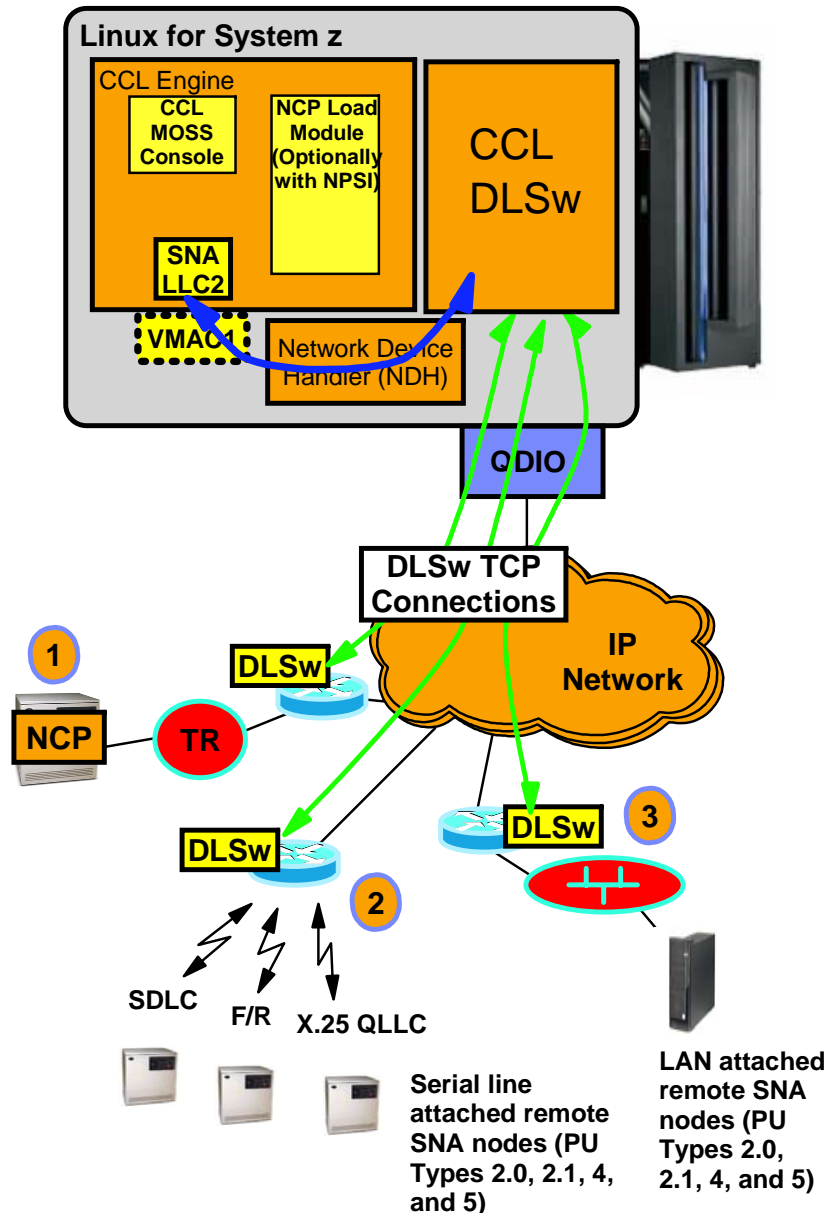 Linux for System z
CCL Engine
CCL
MOSS
Console
NCP Load
Module
(Optionally
with NPSI)
CCL
DLSw
SNA
LLC2
VMAC1
Network Device
Handler (NDH)
QDIO
DLSw TCP
Connections
IP
Network
1
DLSw
NCP
TR
DLSw
2
DLSw
3
SDLC
F/R
X.25 QLLC
Serial line
attached remote
SNA nodes (PU
Types 2.0, 2.1, 4,
and 5)
LAN attached
remote SNA
nodes (PU
Types 2.0,
2.1, 4, and 5)